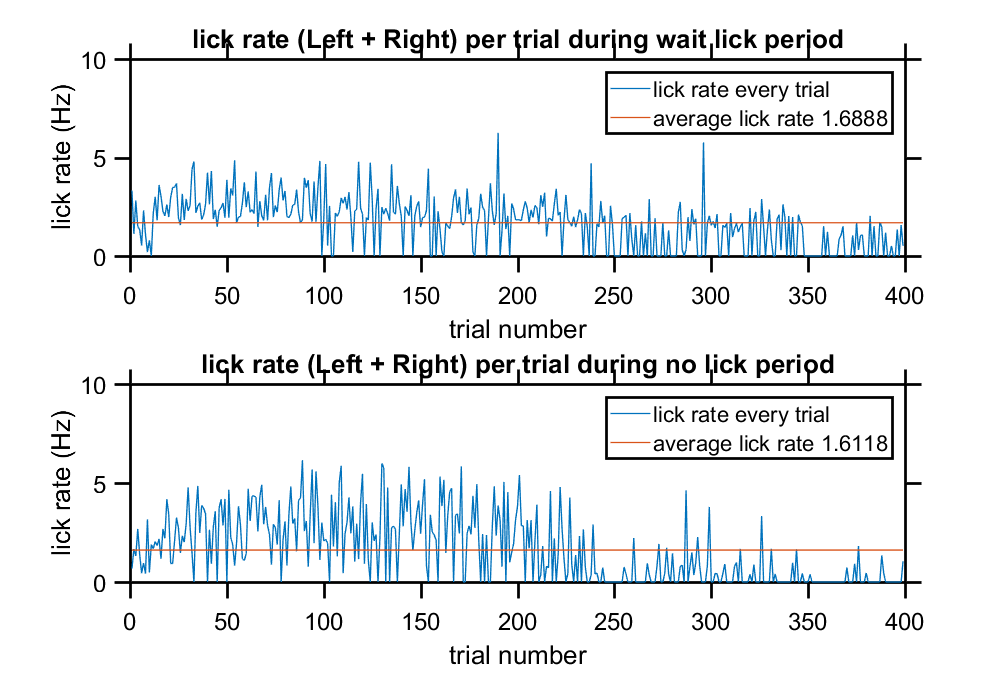 lick rate (Left + Right) per trial during wait lick period
10
5
0
lick rate (Hz)
lick rate every trial
average lick rate 1.6888
0 50 100 150 200 250 300 350 400
trial number
lick rate (Left + Right) per trial during no lick period
10
5
0
lick rate (Hz)
lick rate every trial
average lick rate 1.6118
0 50 100 150 200 250 300 350 400
trial number